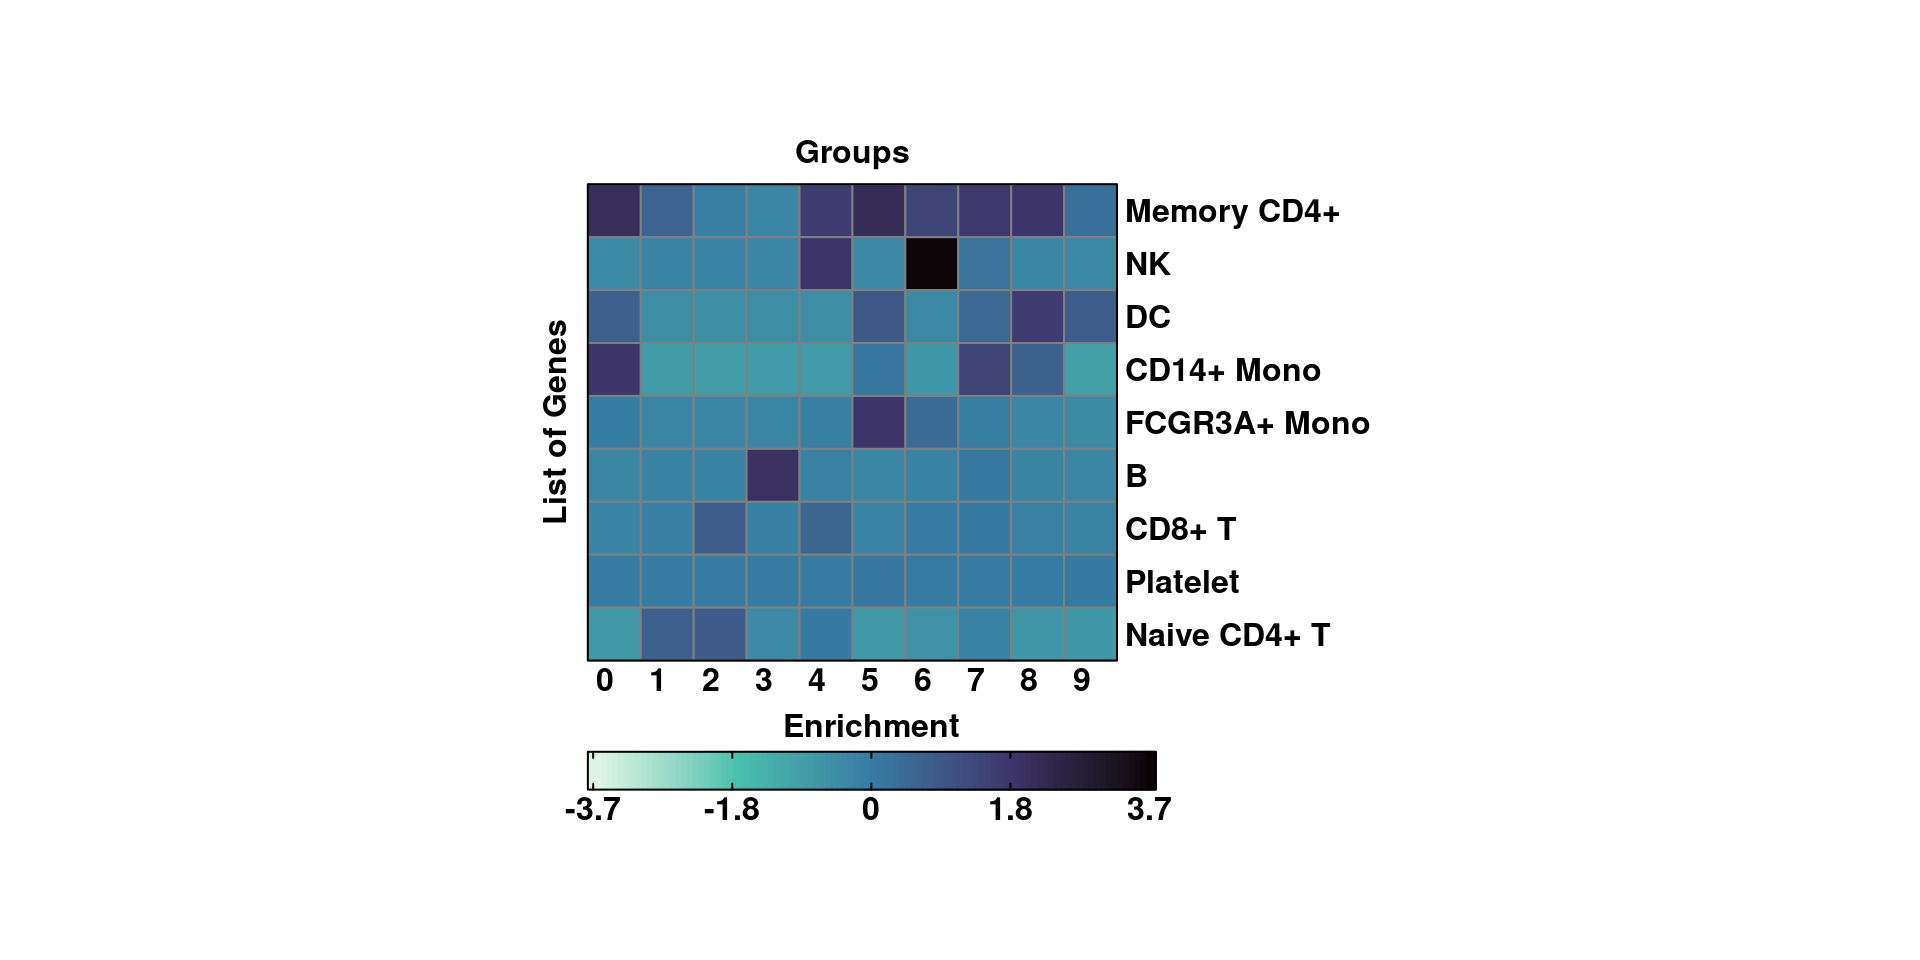 Groups
Memory CD4+
NK
DC
CD14+ Mono
FCGR3A+ Mono
B
CD8+ T
Platelet
Naive CD4+ T
List of Genes
0 1 2 3 4 5 6 7 8 9
Enrichment
-3.7 -1.8 0 1.8 3.7